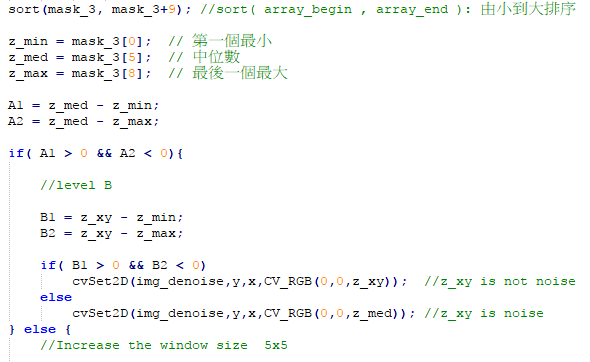 sort(mask_3, mask_3+9); //sort( array_begin , array_end ): 由小到大排序
z_min = mask_3[0];  // 第一個最小
z_med = mask_3[5];  // 中位數
z_max = mask_3[8];  // 最後一個最大
A1 = z_med - z_min;
A2 = z_med - z_max;
if( A1 > 0 && A2 < 0){
//level B
B1 = z_xy - z_min;
B2 = z_xy - z_max;
if( B1 > 0 && B2 < 0)
cvSet2D(img_denoise,y,x,CV_RGB(0,0,z_xy));  //z_xy is not noise
else
cvSet2D(img_denoise,y,x,CV_RGB(0,0,z_med)); //z_xy is noise
} else {
//Increase the window size  5x5